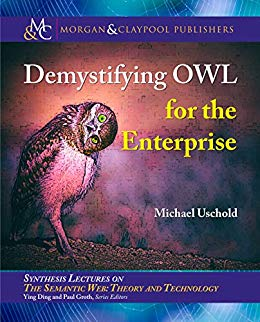 M&C
MORGAN & CLAYPOOL PUBLISHERS
Demystifying OWL
for the
Enterprise
Michael Uschold
SYNTHESIS LECTURES ON
THE SEMANTIC WEB: THEORY AND TECHNOLOGY
Ying Ding and Paul Groth, Series Editors